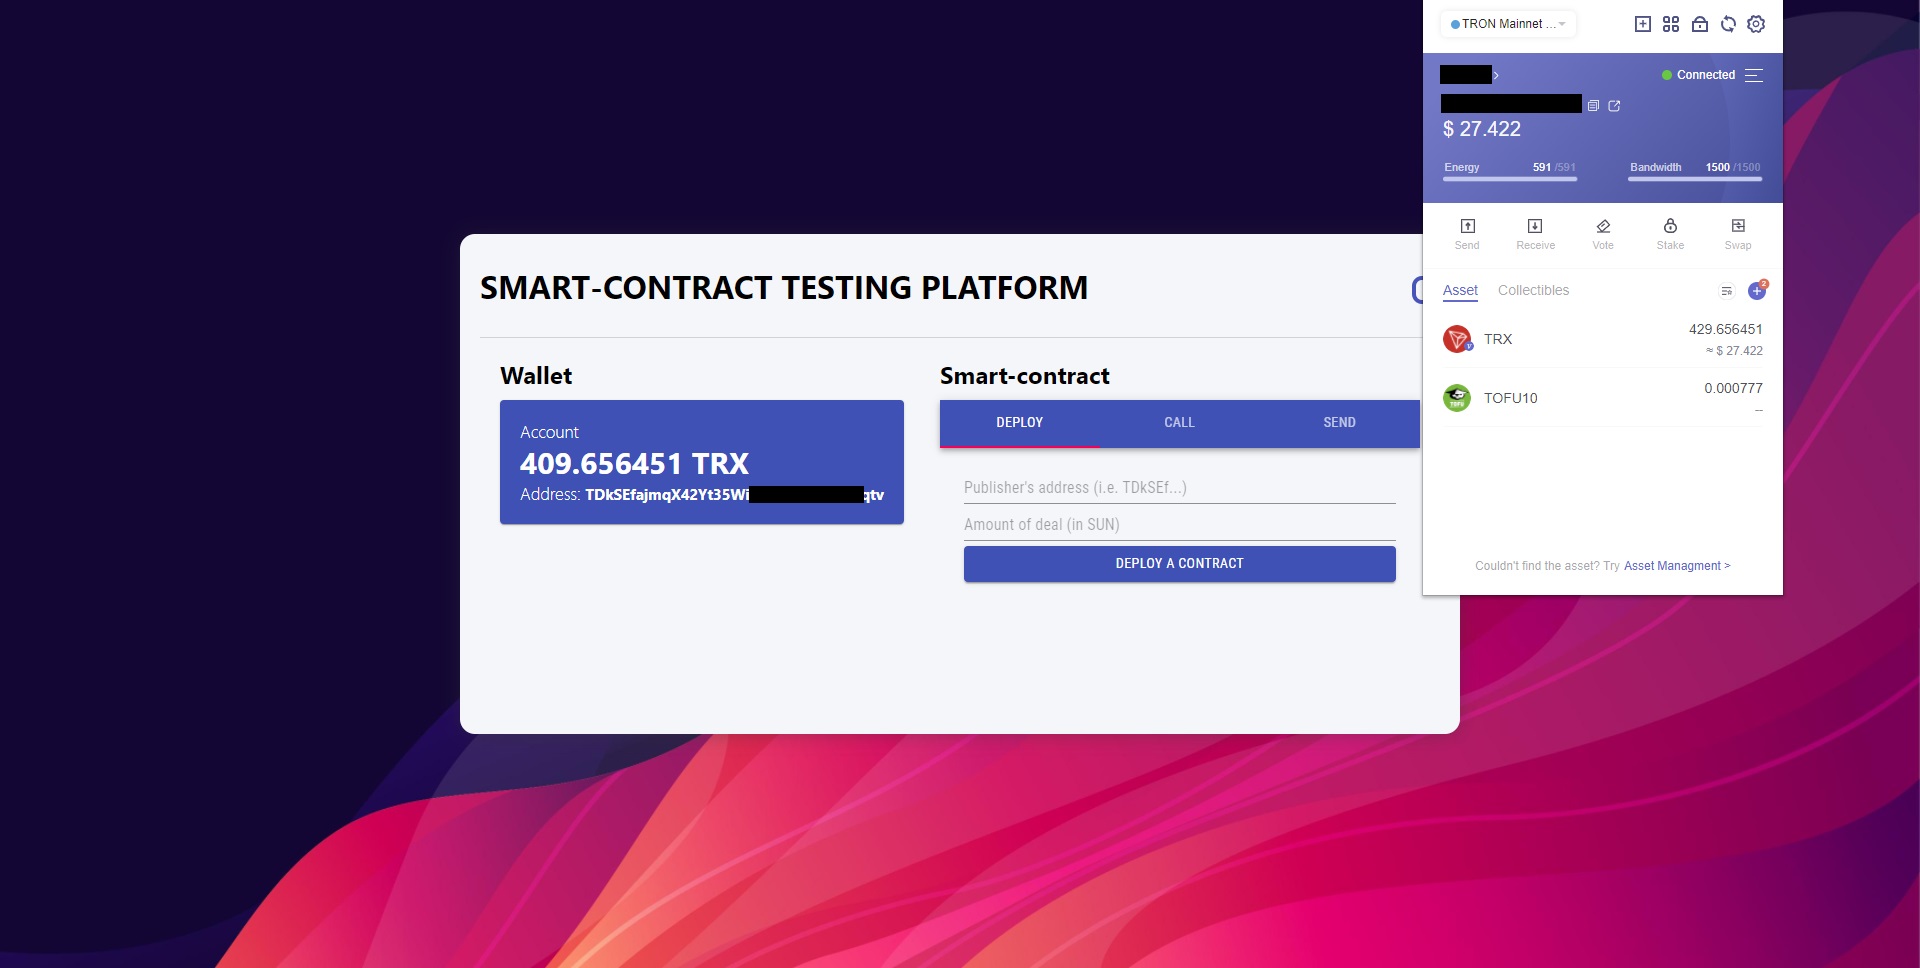 SMART-CONTRACT TESTING PLATFORM
Wallet
Account
409.656451 TRX
Address: TDkSEfajmqX42Yt35Wi qtv
Smart-contract
DEPLOY CALL SEND
Publisher's address (i.e. TDkSEf...)
Amount of deal (in SUN)
DEPLOY A CONTRACT
TRON Mainnet ...
Connected
$ 27.422
Energy 591 /591 Bandwidth 1500 /1500
Send Receive Vote Stake Swap
Asset Collectibles 2
TRX 429.656451
≈ $ 27.422
TOFU10 0.000777
--
Couldn't find the asset? Try Asset Managment >